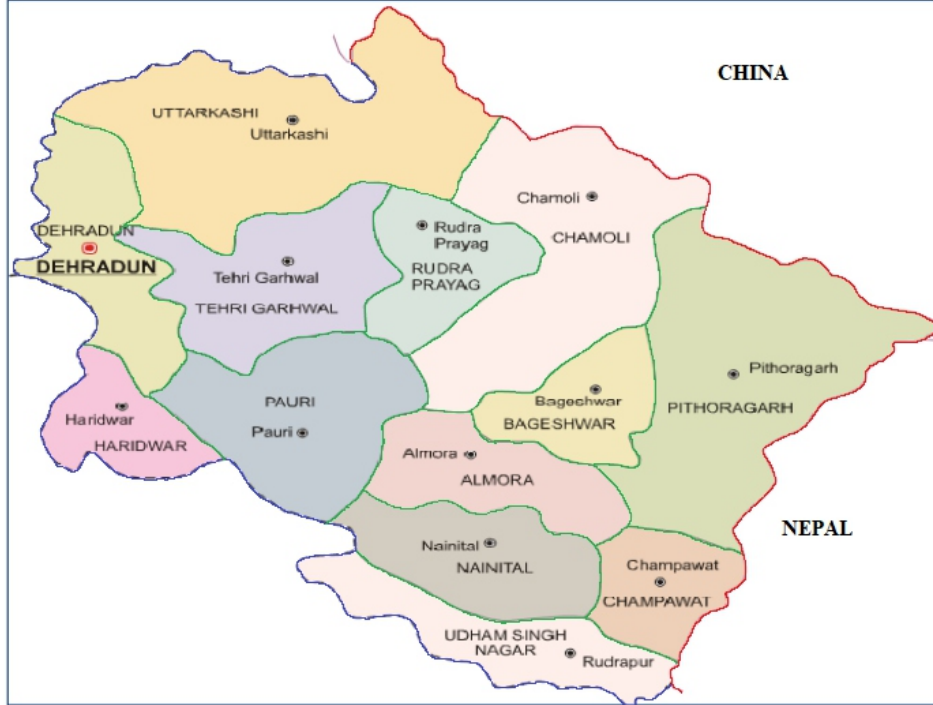 CHINA
UTTARKASHI
Uttarkashi
Chamoli
CHAMOLI
DEHRADUN
DEHRADUN
Rudra
Prayag
RUDRA
PRAYAG
Tehri Garhwal
TEHRI GARHWAL
Pithoragarh
PITHORAGARH
Bageshwar
BAGESHWAR
PAURI
Pauri
Haridwar
HARIDWAR
Almora
ALMORA
NEPAL
Nainital
NAINITAL
Champawat
CHAMPAWAT
UDHAM SINGH
NAGAR
Rudrapur